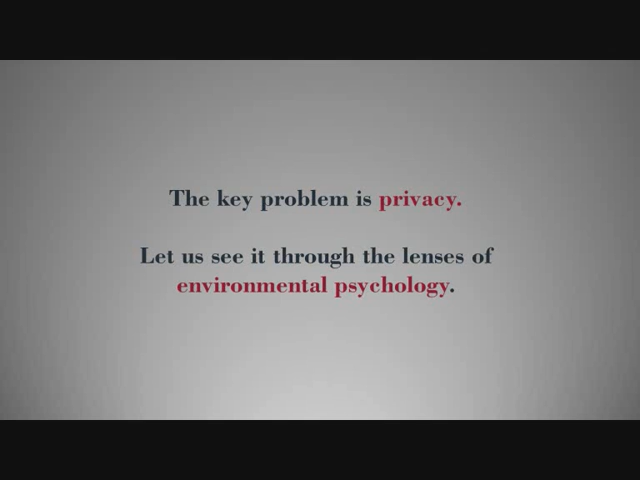 The key problem is privacy.
Let us see it through the lenses of
environmental psychology.